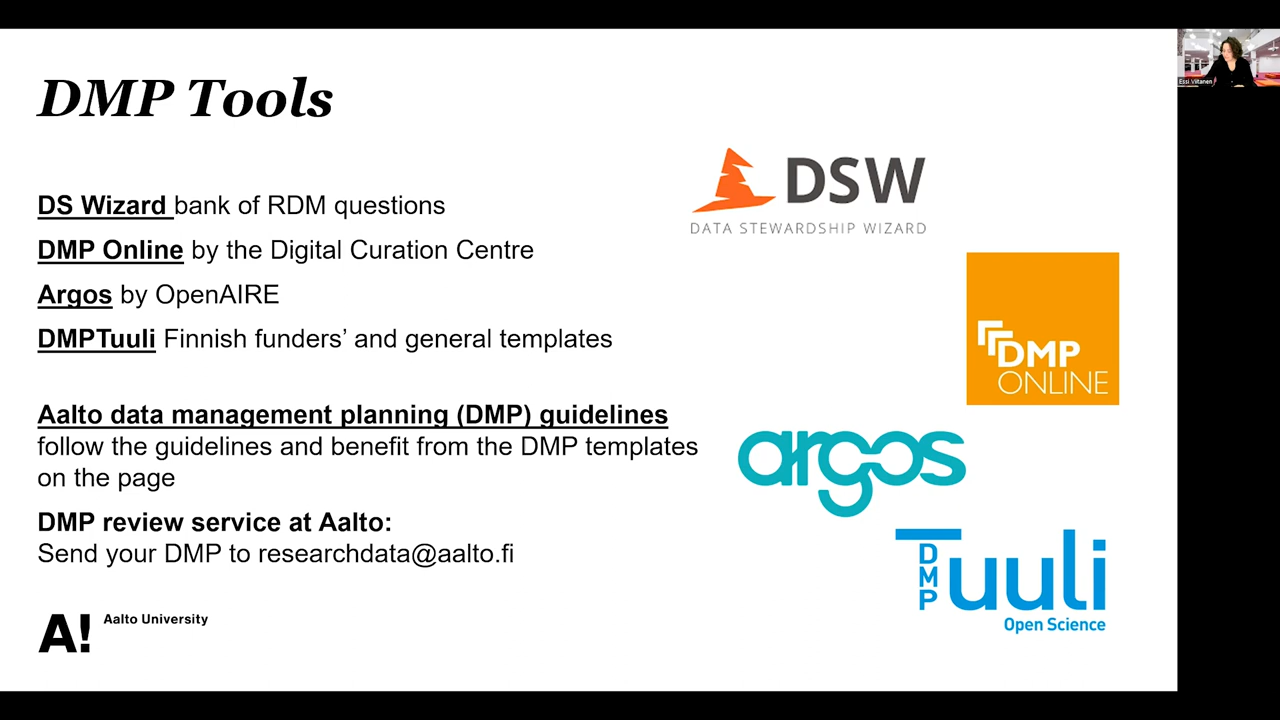 DMP Tools
DS Wizard bank of RDM questions
DMP Online by the Digital Curation Centre
Argos by OpenAIRE
DMPTuuli Finnish funders’ and general templates
Aalto data management planning (DMP) guidelines
follow the guidelines and benefit from the DMP templates
on the page
DMP review service at Aalto:
Send your DMP to researchdata@aalto.fi
A! Aalto University
DSW
DATA STEWARDSHIP WIZARD
DMP
ONLINE
argos
DMP Tuuli
Open Science
Essi Viitanen